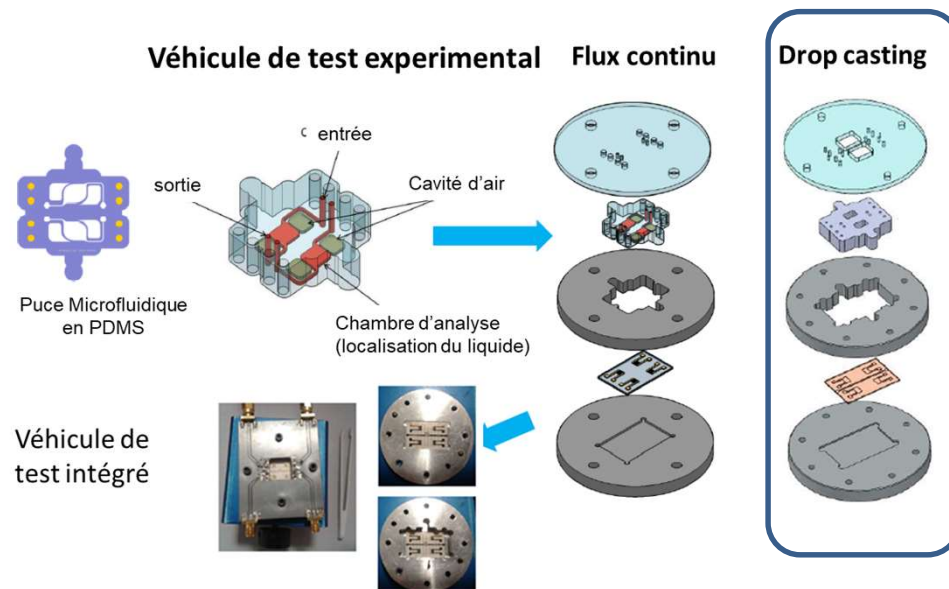 Véhicule de test experimental
Flux continu
Drop casting
entrée
sortie
Cavité d'air
Puce Microfluidique
en PDMS
Chambre d'analyse
(localisation du liquide)
Véhicule de
test intégré